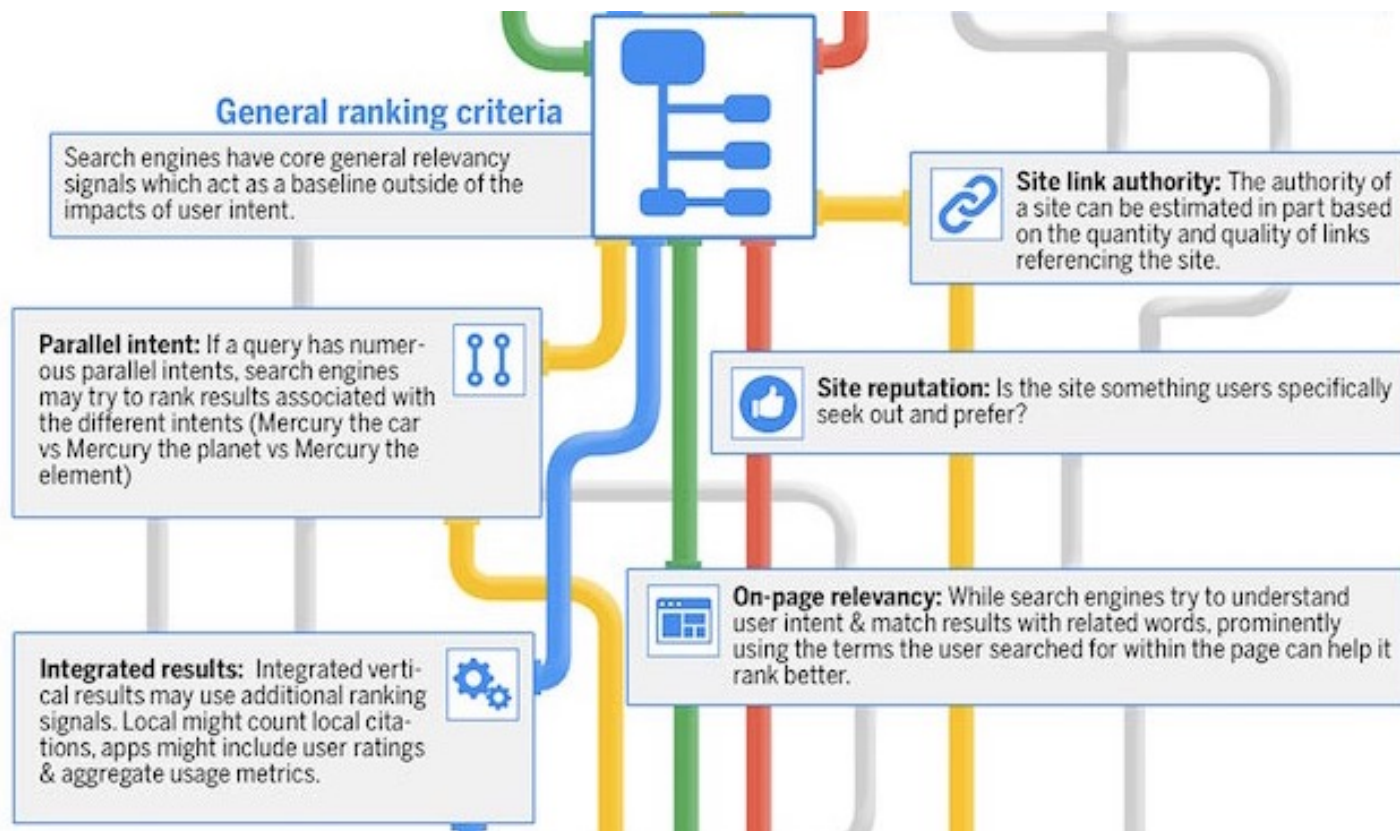 General ranking criteria
Search engines have core general relevancy
signals which act as a baseline outside of the
impacts of user intent.
Site link authority: The authority of
a site can be estimated in part based
on the quantity and quality of links
referencing the site.
Parallel intent: If a query has numer-
ous parallel intents, search engines
may try to rank results associated with
the different intents (Mercury the car
vs Mercury the planet vs Mercury the
element)
Site reputation: Is the site something users specifically
seek out and prefer?
On-page relevancy: While search engines try to understand
user intent & match results with related words, prominently
using the terms the user searched for within the page can help it
rank better.
Integrated results: Integrated verti-
cal results may use additional ranking
signals. Local might count local cita-
tions, apps might include user ratings
& aggregate usage metrics.